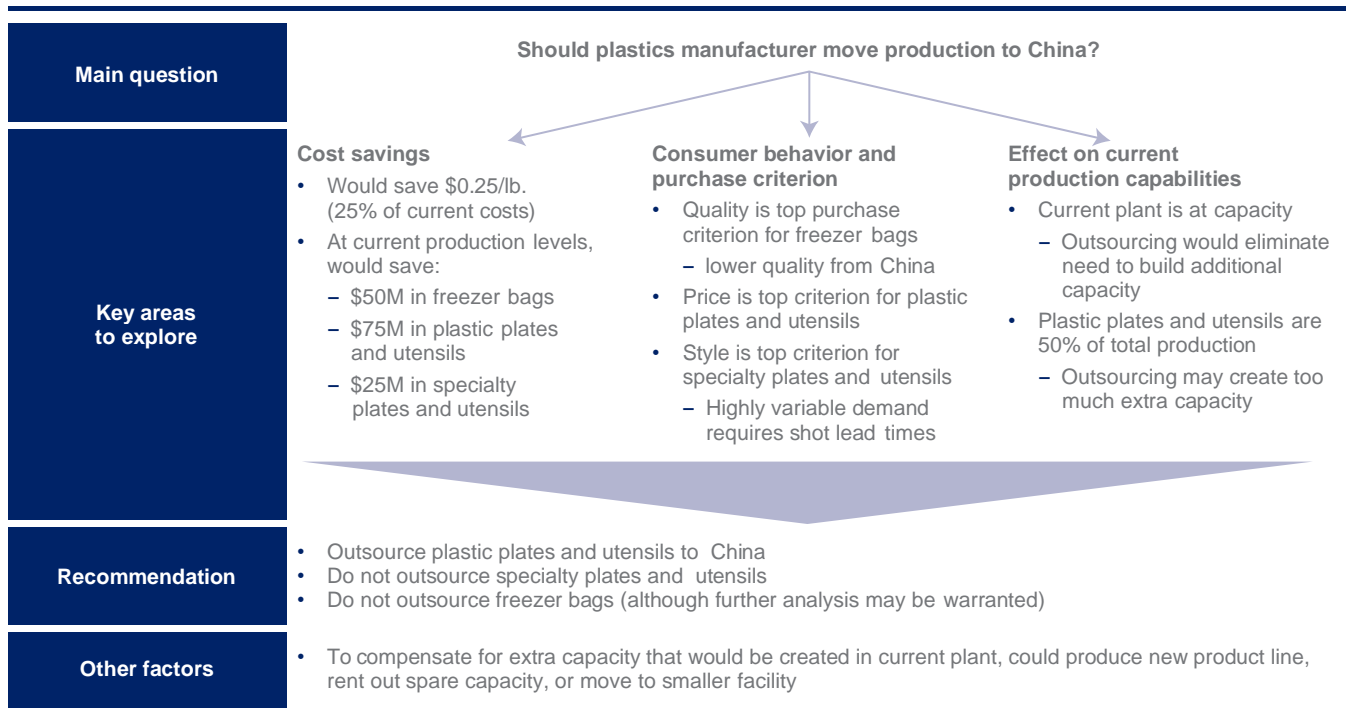 Main question
Should plastics manufacturer move production to China?
Key areas
to explore
Cost savings
• Would save $0.25/lb.
(25% of current costs)
• At current production levels,
would save:
– $50M in freezer bags
– $75M in plastic plates
and utensils
– $25M in specialty
plates and utensils
Consumer behavior and
purchase criterion
• Quality is top purchase
criterion for freezer bags
– lower quality from China
• Price is top criterion for plastic
plates and utensils
• Style is top criterion for
specialty plates and utensils
– Highly variable demand
requires shot lead times
Effect on current
production capabilities
• Current plant is at capacity
– Outsourcing would eliminate
need to build additional
capacity
• Plastic plates and utensils are
50% of total production
– Outsourcing may create too
much extra capacity
Recommendation
• Outsource plastic plates and utensils to China
• Do not outsource specialty plates and utensils
• Do not outsource freezer bags (although further analysis may be warranted)
Other factors
• To compensate for extra capacity that would be created in current plant, could produce new product line,
rent out spare capacity, or move to smaller facility